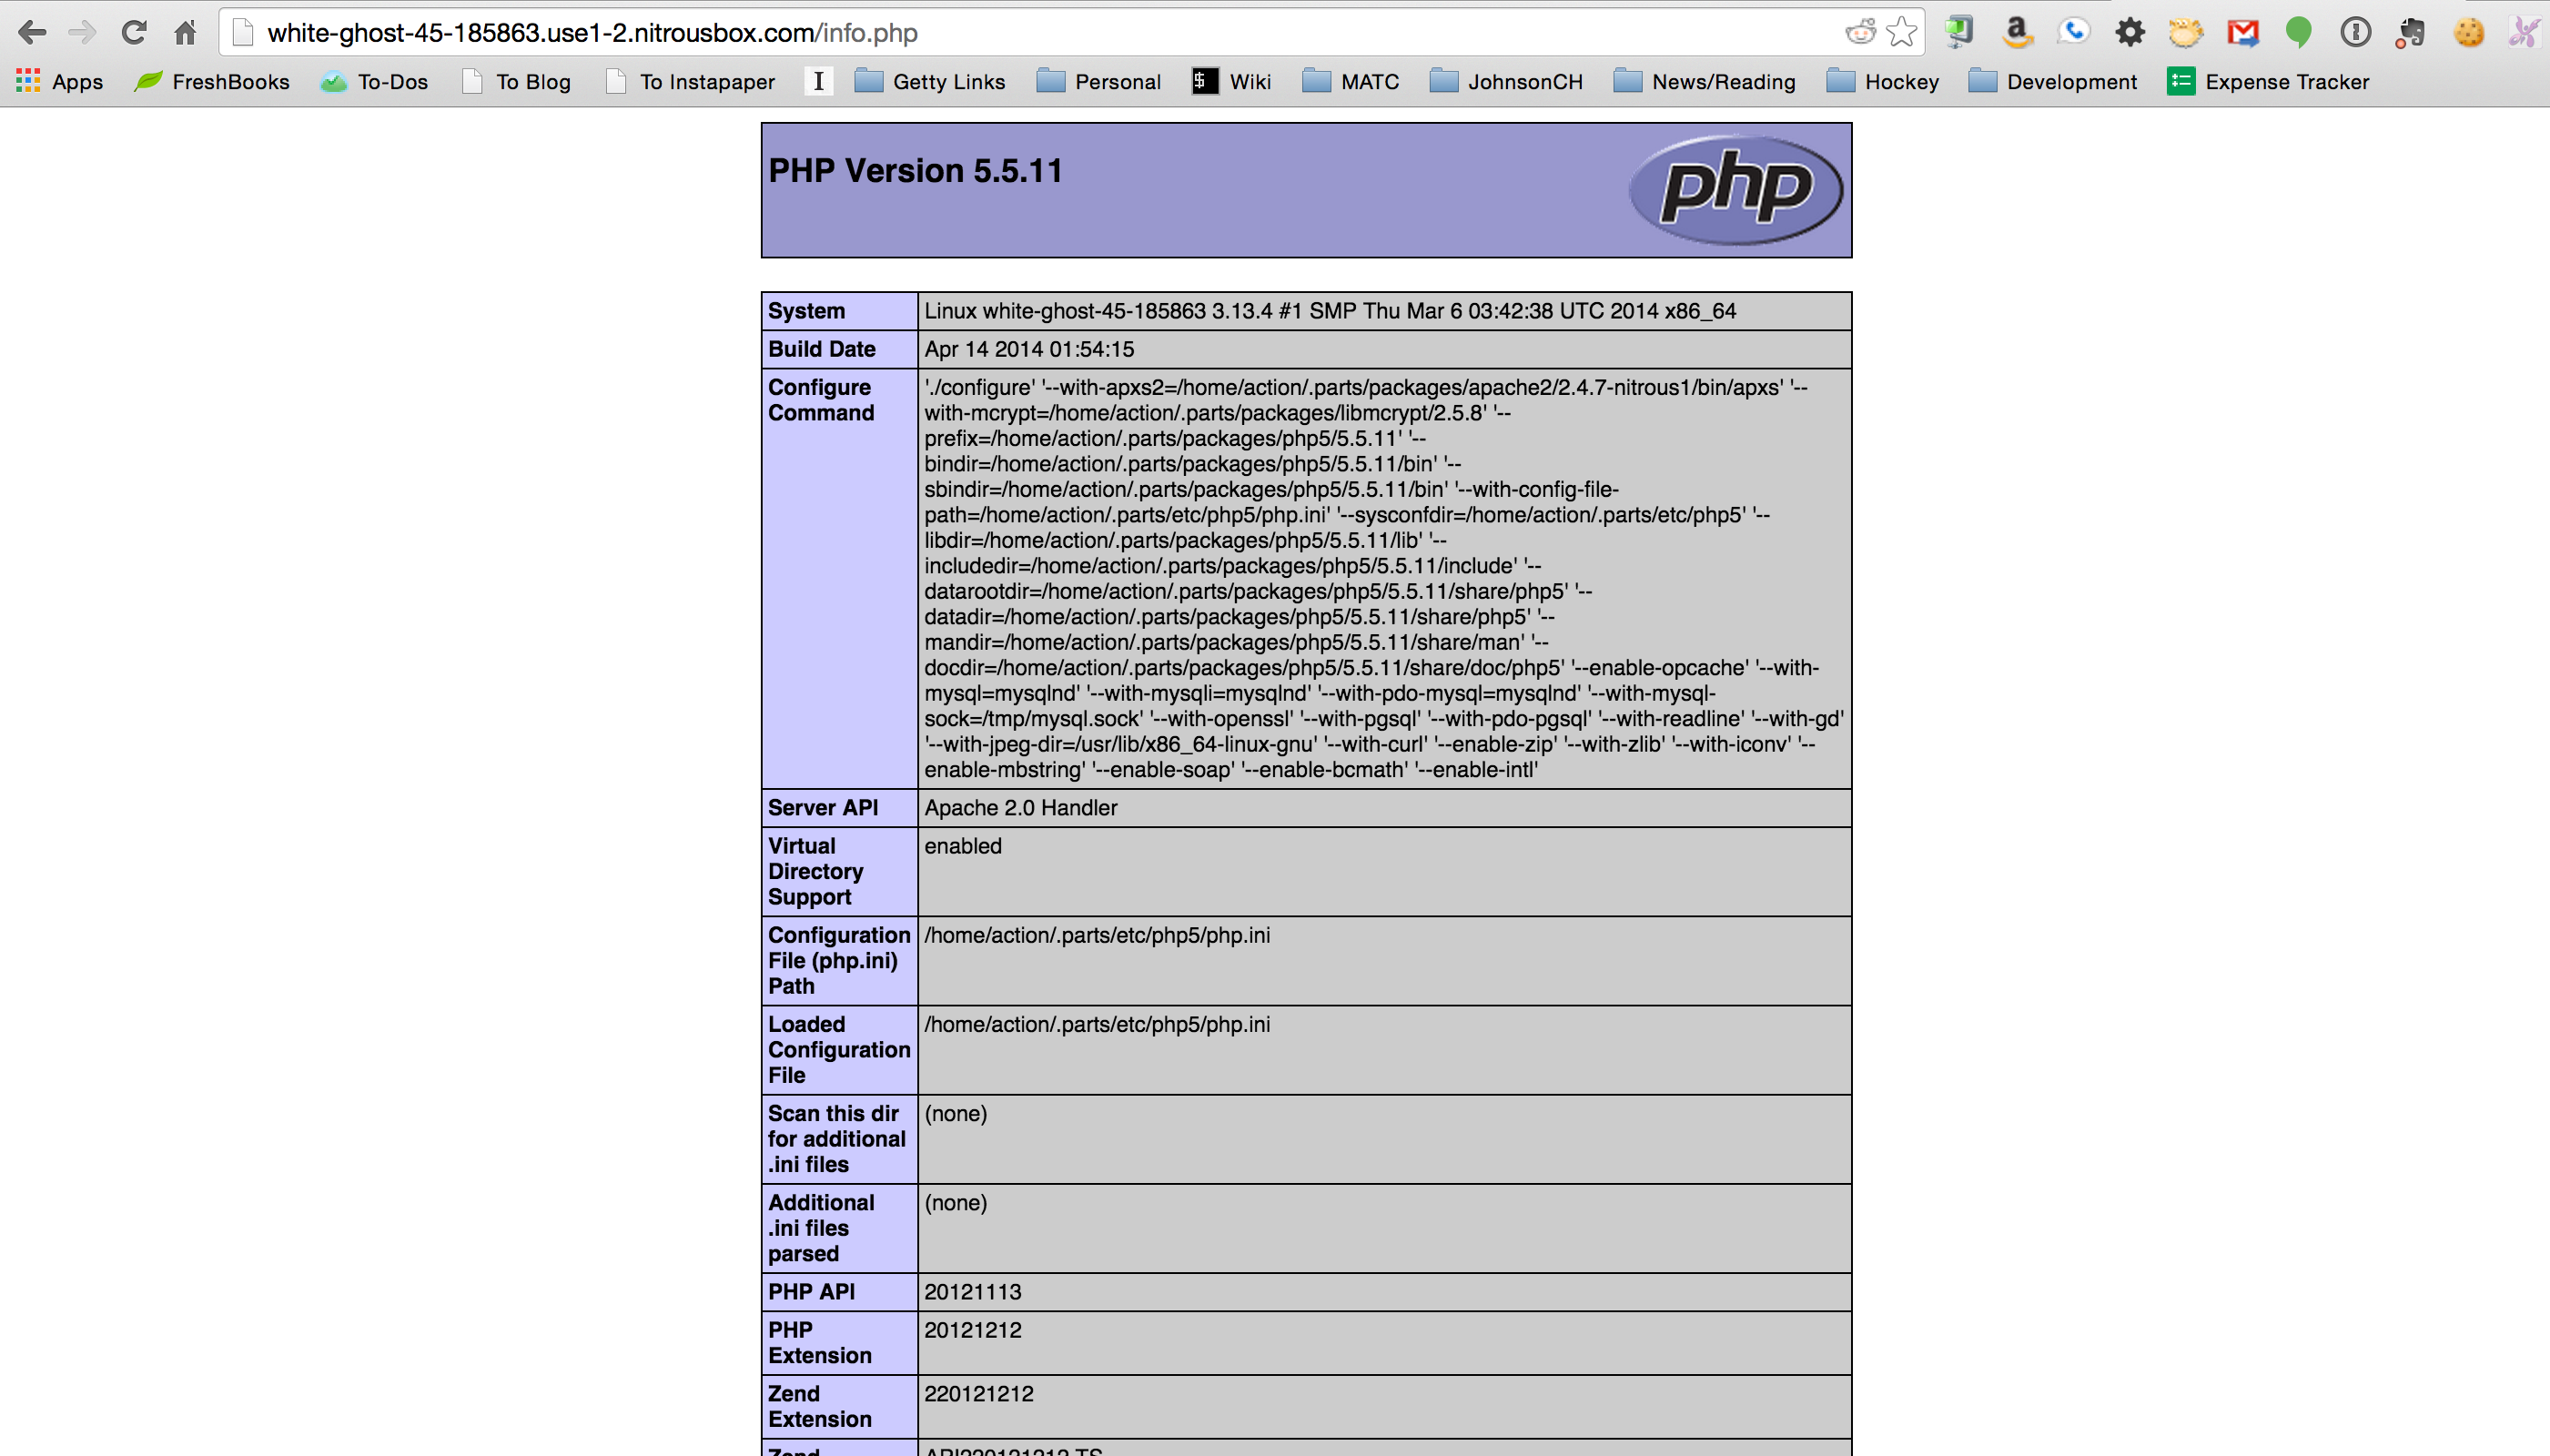 white-ghost-45-185863.use1-2.nitrousbox.com/info.php
Apps FreshBooks To-Dos To Blog To Instapaper I Getty Links Personal $ Wiki MATC JohnsonCH News/Reading Hockey Development Expense Tracker
PHP Version 5.5.11
php
System Linux white-ghost-45-185863 3.13.4 #1 SMP Thu Mar 6 03:42:38 UTC 2014 x86_64
Build Date Apr 14 2014 01:54:15
Configure Command
'./configure' '--with-apxs2=/home/action/.parts/packages/apache2/2.4.7-nitrous1/bin/apxs' '--
with-mcrypt=/home/action/.parts/packages/libmcrypt/2.5.8' '--
prefix=/home/action/.parts/packages/php5/5.5.11' '--
bindir=/home/action/.parts/packages/php5/5.5.11/bin' '--
sbindir=/home/action/.parts/packages/php5/5.5.11/bin' '--with-config-file-
path=/home/action/.parts/etc/php5/php.ini' '--sysconfdir=/home/action/.parts/etc/php5' '--
libdir=/home/action/.parts/packages/php5/5.5.11/lib' '--
includedir=/home/action/.parts/packages/php5/5.5.11/include' '--
datarootdir=/home/action/.parts/packages/php5/5.5.11/share/php5' '--
datadir=/home/action/.parts/packages/php5/5.5.11/share/php5' '--
mandir=/home/action/.parts/packages/php5/5.5.11/share/man' '--
docdir=/home/action/.parts/packages/php5/5.5.11/share/doc/php5' '--enable-opcache' '--with-
mysql=mysqlnd' '--with-mysqli=mysqlnd' '--with-pdo-mysql=mysqlnd' '--with-mysql-
sock=/tmp/mysql.sock' '--with-openssl' '--with-pgsql' '--with-pdo-pgsql' '--with-readline' '--with-gd'
'--with-jpeg-dir=/usr/lib/x86_64-linux-gnu' '--with-curl' '--enable-zip' '--with-zlib' '--with-iconv' '--
enable-mbstring' '--enable-soap' '--enable-bcmath' '--enable-intl'
Server API Apache 2.0 Handler
Virtual
Directory
Support
enabled
Configuration
File (php.ini)
Path
/home/action/.parts/etc/php5/php.ini
Loaded
Configuration
File
/home/action/.parts/etc/php5/php.ini
Scan this dir
for additional
.ini files
(none)
Additional
.ini files
parsed
(none)
PHP API 20121113
PHP
Extension
20121212
Zend
Extension
220121212
Zend API220121212,TS